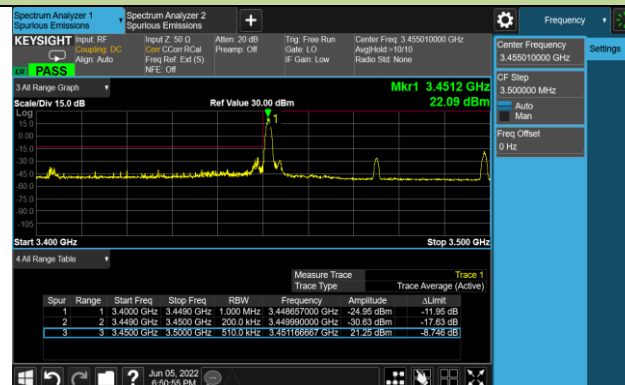 Spectrum Analyzer 1
Spurious Emissions
Spectrum Analyzer 2
Spurious Emissions
+
Frequency
KEYSIGHT
Input: RF
Coupling: DC
Align: Auto
Input Z: 50 Ω
Corr CCorr RCal
Freq Ref: Ext (S)
NFE: Off
Atten: 20 dB
Preamp: Off
Trig: Free Run
Gate: LO
IF Gain: Low
Center Freq: 3.455010000 GHz
Avg|Hold:>10/10
Radio Std: None
PASS
Center Frequency
3.455010000 GHz
Settings
CF Step
3.500000 MHz
Auto
Man
Freq Offset
0 Hz
3 All Range Graph
Mkr1 3.4512 GHz
22.09 dBm
Scale/Div 15.0 dB
Ref Value 30.00 dBm
Log
15.0
0.00
-15.0
-30.0
-45.0
-60.0
-75.0
-90.0
-105
1
Start 3.400 GHz
Stop 3.500 GHz
4 All Range Table
Measure Trace Trace 1
Trace Type Trace Average (Active)
Spur Range Start Freq Stop Freq RBW Frequency Amplitude ΔLimit
1 1 3.4000 GHz 3.4490 GHz 1.000 MHz 3.448657000 GHz -24.95 dBm -11.95 dB
2 2 3.4490 GHz 3.4500 GHz 200.0 kHz 3.449990000 GHz -30.63 dBm -17.63 dB
3 3 3.4500 GHz 3.5000 GHz 510.0 kHz 3.451166667 GHz 21.25 dBm -8.746 dB
?
Jun 05, 2022
6:50:55 PM